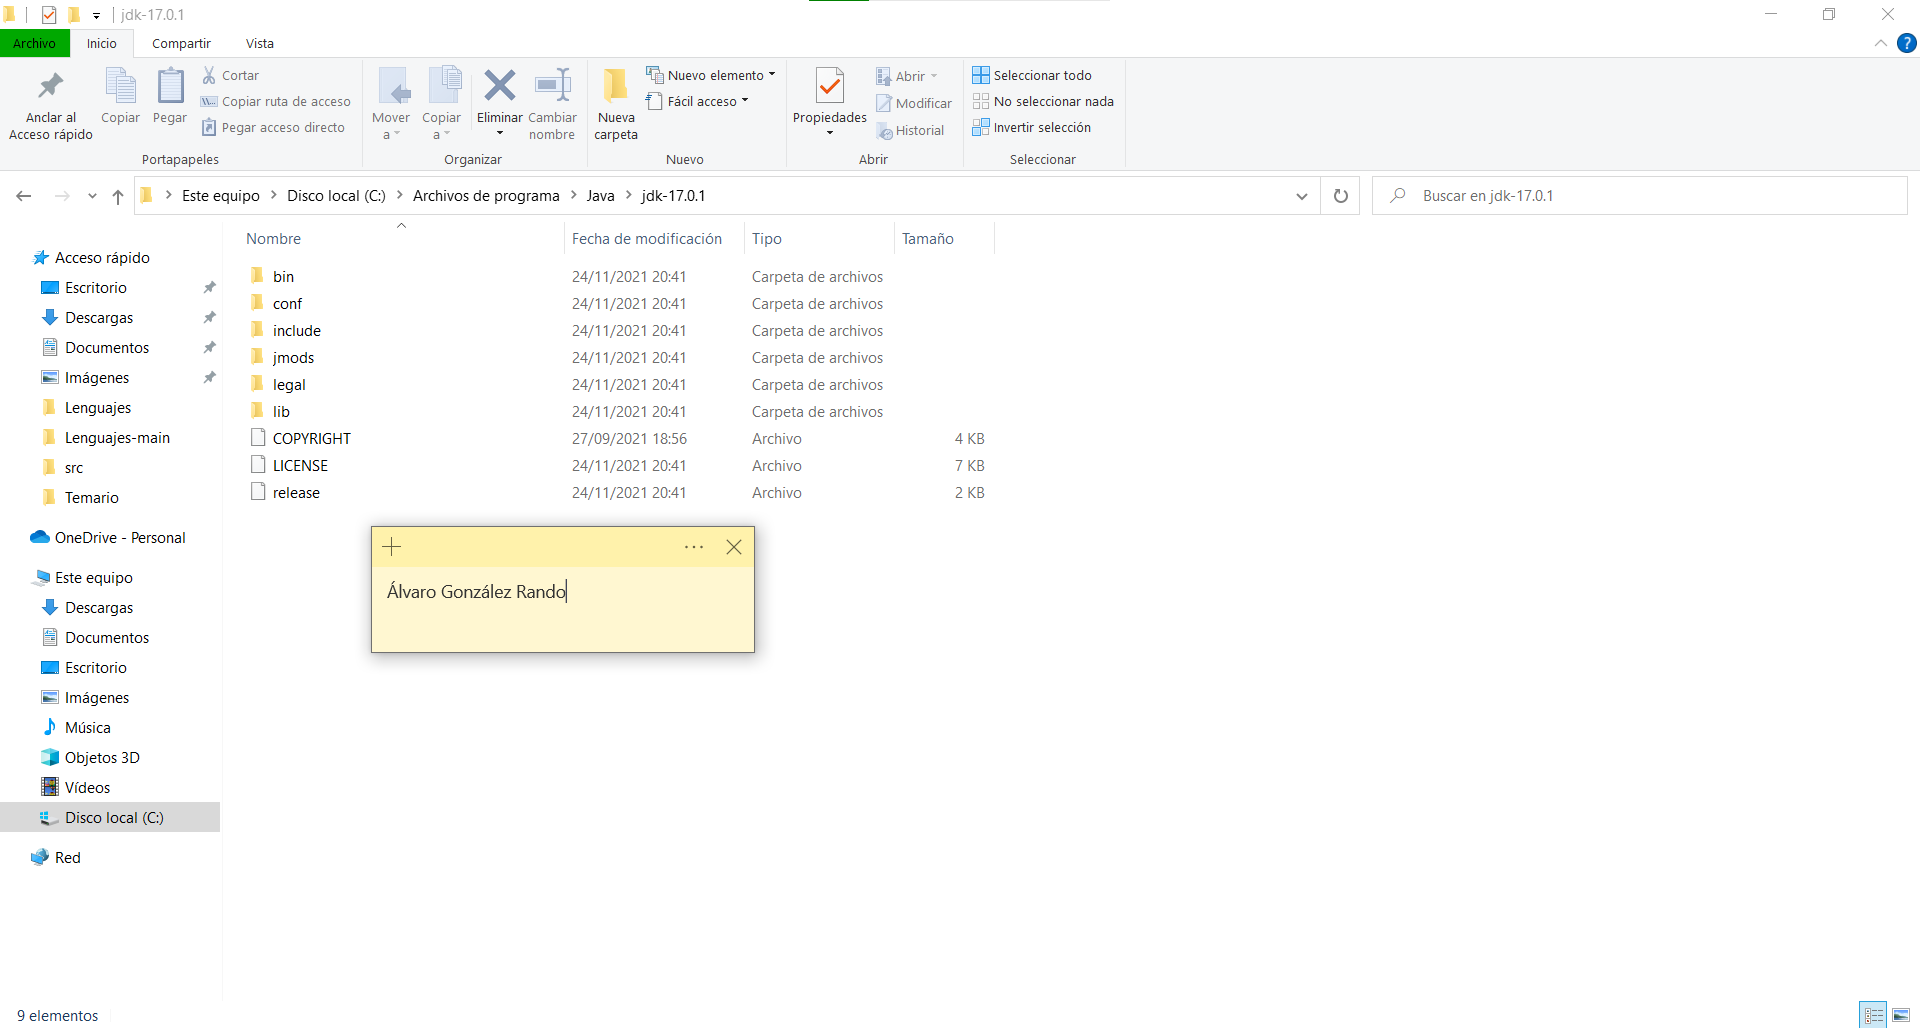 jdk-17.0.1
Archivo Inicio Compartir Vista
Anclar al Acceso rápido
Copiar
Pegar
Cortar
Copiar ruta de acceso
Pegar acceso directo
Portapapeles
Mover a
Copiar a
Eliminar
Cambiar nombre
Organizar
Nueva carpeta
Nuevo elemento
Fácil acceso
Nuevo
Propiedades
Abrir
Modificar
Historial
Abrir
Seleccionar todo
No seleccionar nada
Invertir selección
Seleccionar
Este equipo Disco local (C:) Archivos de programa Java jdk-17.0.1
Buscar en jdk-17.0.1
Acceso rápido
Escritorio
Descargas
Documentos
Imágenes
Lenguajes
Lenguajes-main
src
Temario
OneDrive - Personal
Este equipo
Descargas
Documentos
Escritorio
Imágenes
Música
Objetos 3D
Vídeos
Disco local (C:)
Red
Nombre Fecha de modificación Tipo Tamaño
bin 24/11/2021 20:41 Carpeta de archivos
conf 24/11/2021 20:41 Carpeta de archivos
include 24/11/2021 20:41 Carpeta de archivos
jmods 24/11/2021 20:41 Carpeta de archivos
legal 24/11/2021 20:41 Carpeta de archivos
lib 24/11/2021 20:41 Carpeta de archivos
COPYRIGHT 27/09/2021 18:56 Archivo 4 KB
LICENSE 24/11/2021 20:41 Archivo 7 KB
release 24/11/2021 20:41 Archivo 2 KB
Álvaro González Rando
9 elementos